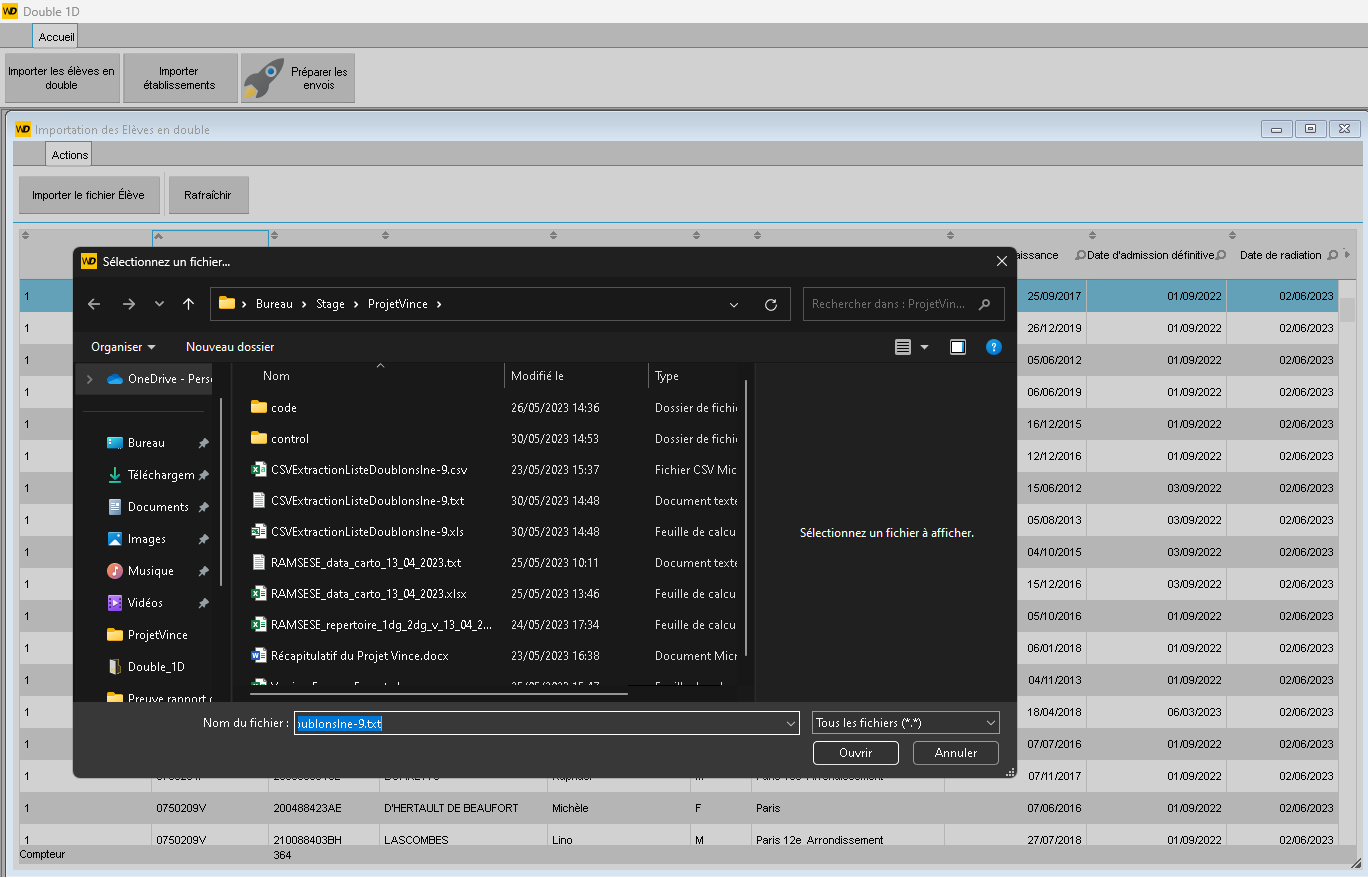 WD Double 1D
Accueil
Importer les élèves en double
Importer établissements
Préparer les envois
WD Importation des Elèves en double
Actions
Importer le fichier Élève
Rafraîchir
aissance Date d'admission définitive Date de radiation
WD Sélectionnez un fichier...
Bureau > Stage > ProjetVince >
Rechercher dans : ProjetVin...
Organiser Nouveau dossier
?
OneDrive - Pers
Bureau
Téléchargem
Documents
Images
Musique
Vidéos
ProjetVince
Double_1D
Preuve rapport
Nom Modifié le Type
code 26/05/2023 14:36 Dossier de fichi
control 30/05/2023 14:53 Dossier de fichi
CSVExtractionListeDoublonsIne-9.csv 23/05/2023 15:37 Fichier CSV Mic
CSVExtractionListeDoublonsIne-9.txt 30/05/2023 14:48 Document texte
CSVExtractionListeDoublonsIne-9.xls 30/05/2023 14:48 Feuille de calcu
RAMSESE_data_carto_13_04_2023.txt 25/05/2023 10:11 Document texte
RAMSESE_data_carto_13_04_2023.xlsx 25/05/2023 13:46 Feuille de calcu
RAMSESE_repertoire_1dg_2dg_v_13_04_2... 24/05/2023 17:34 Feuille de calcu
Récapitulatif du Projet Vince.docx 23/05/2023 16:38 Document Micr
Sélectionnez un fichier à afficher.
Nom du fichier : oublonsIne-9.txt Tous les fichiers (*.*)
Ouvrir Annuler
1 25/09/2017 01/09/2022 02/06/2023
1 26/12/2019 01/09/2022 02/06/2023
1 05/06/2012 01/09/2022 02/06/2023
1 06/06/2019 01/09/2022 02/06/2023
1 16/12/2015 01/09/2022 02/06/2023
1 12/12/2016 01/09/2022 02/06/2023
1 15/06/2012 03/09/2022 02/06/2023
1 05/08/2013 03/09/2022 02/06/2023
1 04/10/2015 03/09/2022 02/06/2023
1 15/12/2016 03/09/2022 02/06/2023
1 05/10/2016 01/09/2022 02/06/2023
1 06/01/2018 01/09/2022 02/06/2023
1 04/11/2013 01/09/2022 02/06/2023
1 18/04/2018 06/03/2023 02/06/2023
1 07/07/2016 01/09/2022 02/06/2023
1 07/11/2017 01/09/2022 02/06/2023
1 0750209V 200488423AE D'HERTAULT DE BEAUFORT Michèle F Paris 07/06/2016 01/09/2022 02/06/2023
1 0750209V 210088403BH LASCOMBES Lino M Paris 12e Arrondissement 27/07/2018 01/09/2022 02/06/2023
Compteur 364